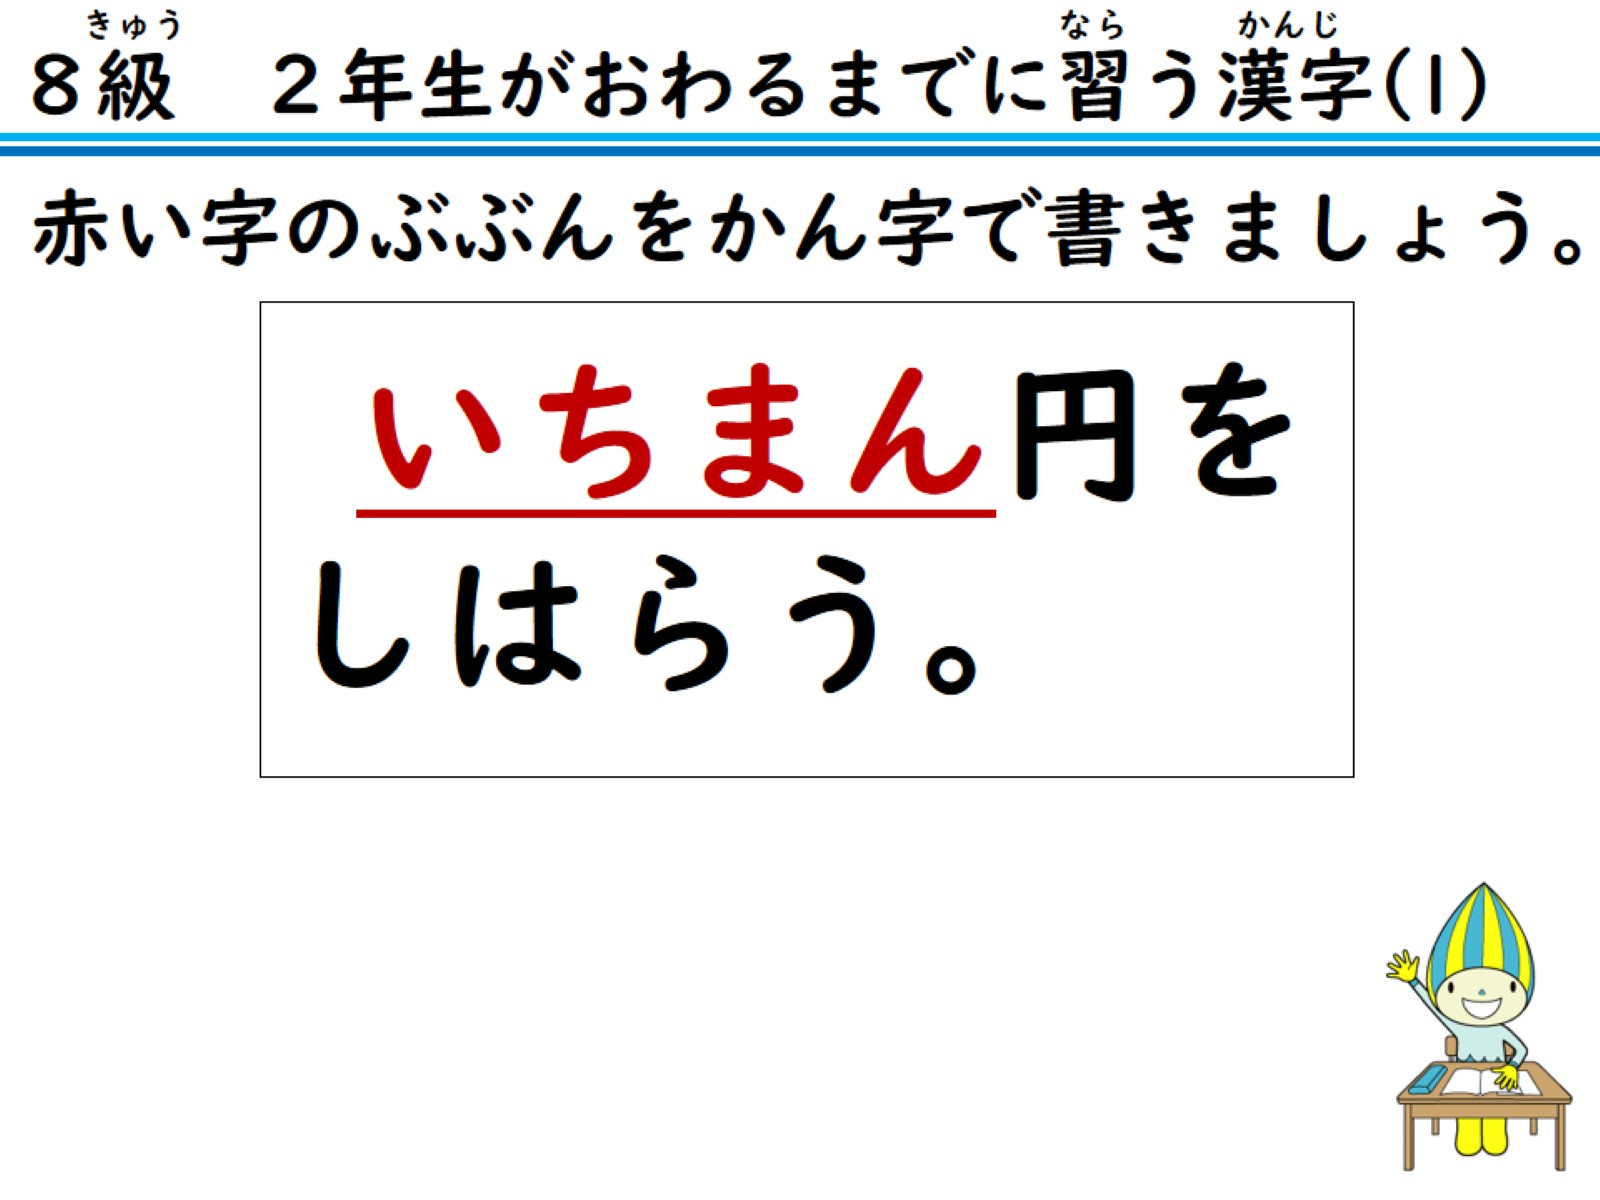 きゅう なら かんじ
８級　２年生がおわるまでに習う漢字(1)
赤い字のぶぶんをかん字で書きましょう。
いちまん円を
しはらう。